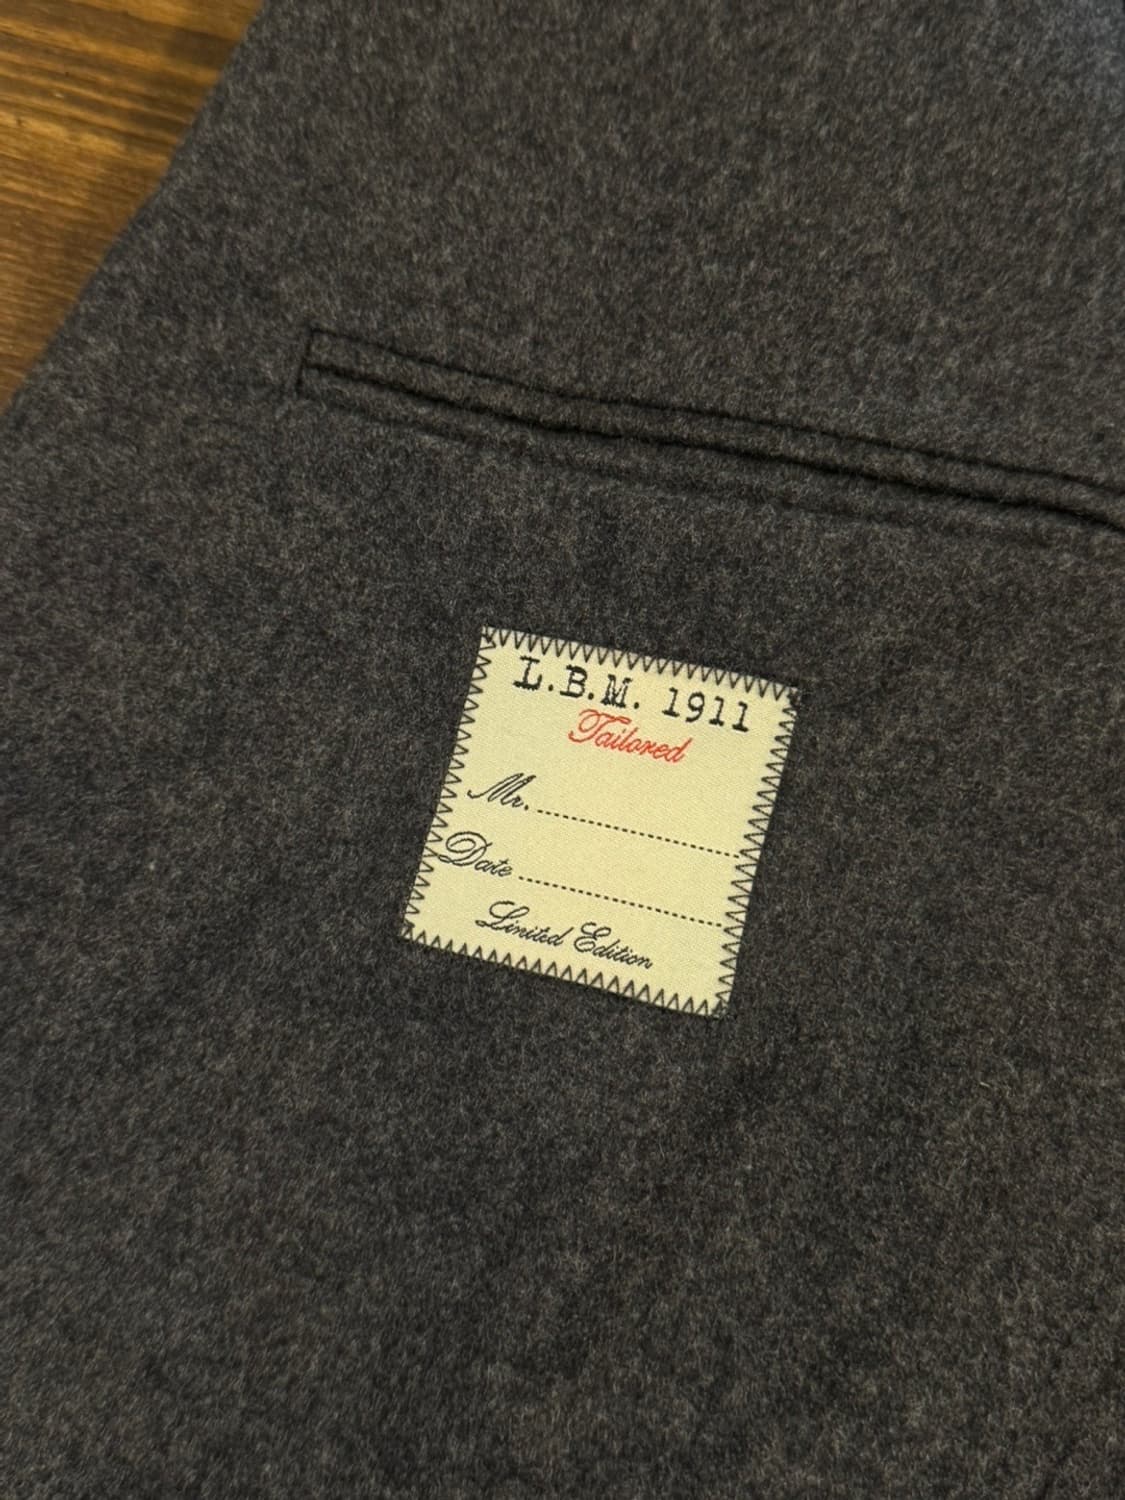 L.B.M. 1911
Tailored
Mr.
Date
Limited Edition